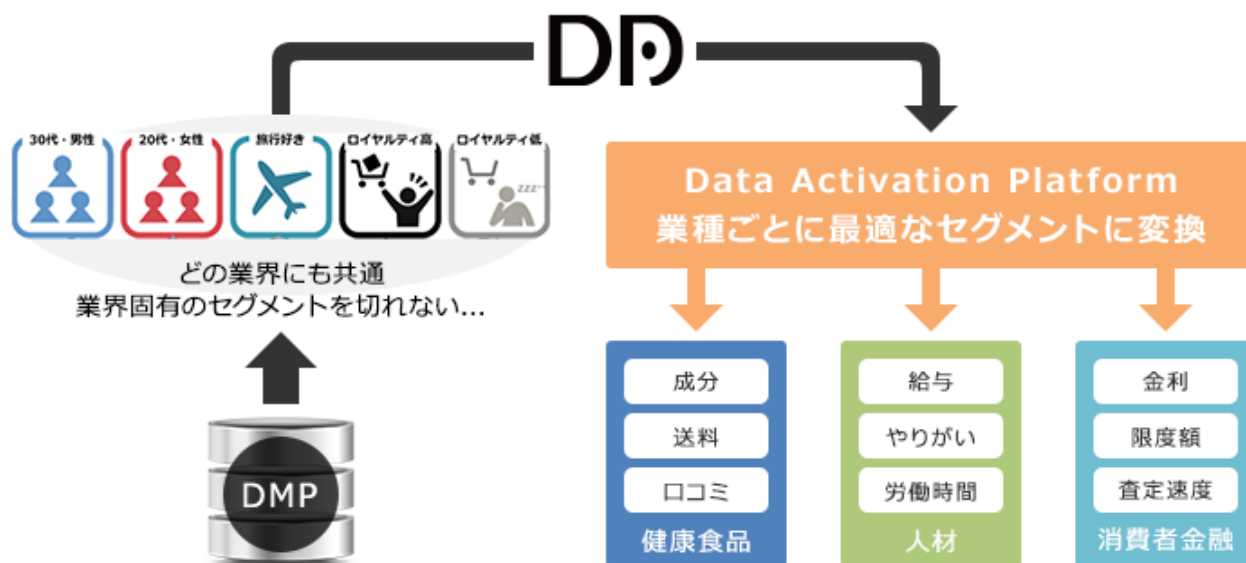 DD
30代・男性
20代・女性
旅行好き
ロイヤルティ高
ロイヤルティ低
zzz
どの業界にも共通
業界固有のセグメントを切れない...
DMP
Data Activation Platform
業種ごとに最適なセグメントに変換
成分
送料
口コミ
健康食品
給与
やりがい
労働時間
人材
金利
限度額
査定速度
消費者金融